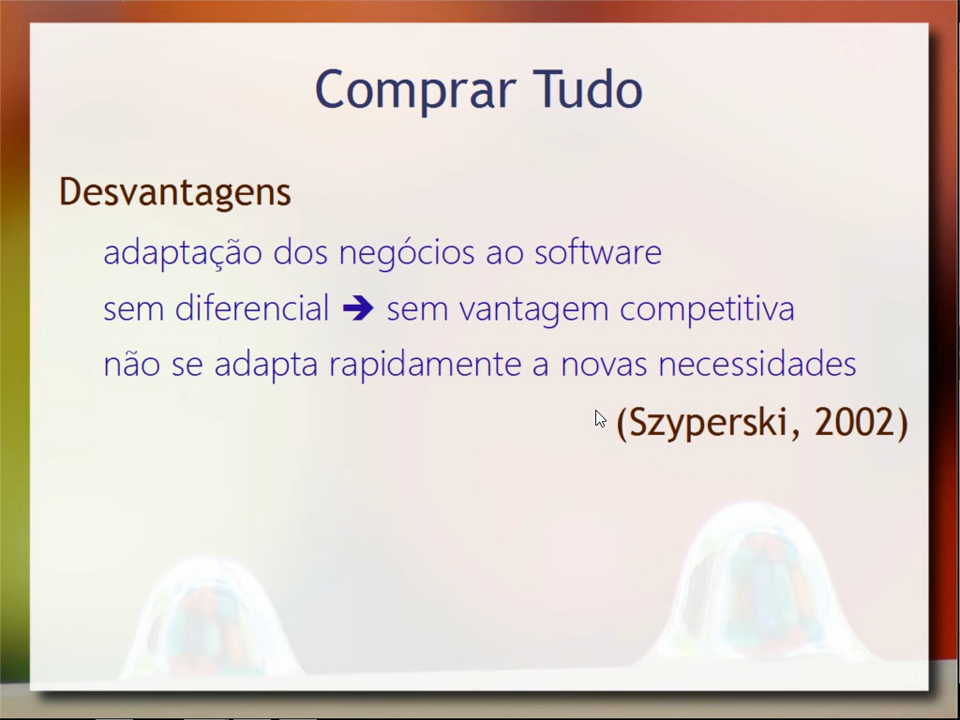 Comprar Tudo
Desvantagens
adaptação dos negócios ao software
sem diferencial ➔ sem vantagem competitiva
não se adapta rapidamente a novas necessidades
(Szyperski, 2002)